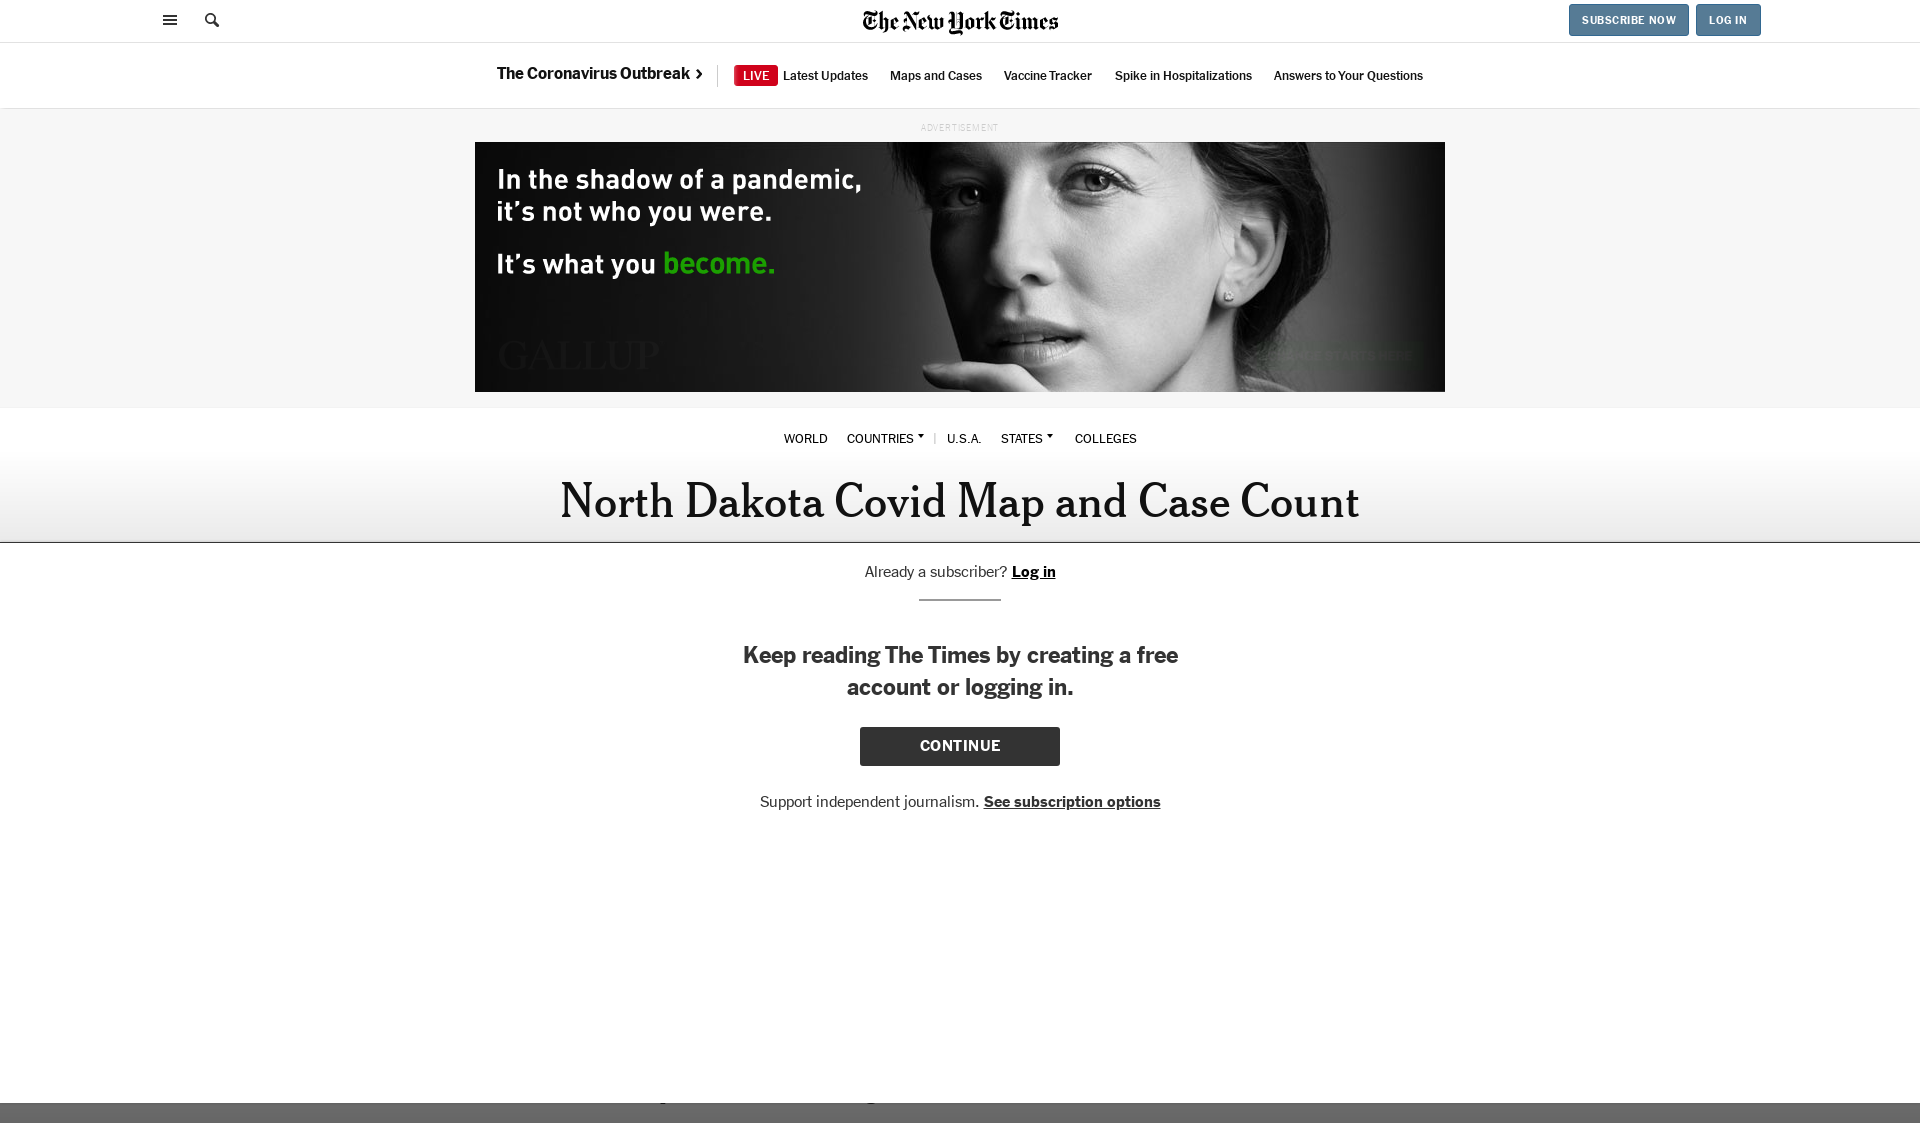 The New York Times
SUBSCRIBE NOW
LOG IN
The Coronavirus Outbreak
LIVE Latest Updates
Maps and Cases
Vaccine Tracker
Spike in Hospitalizations
Answers to Your Questions
ADVERTISEMENT
In the shadow of a pandemic,
it's not who you were.
It's what you become.
GALLUP
WORLD
COUNTRIES
U.S.A.
STATES
COLLEGES
North Dakota Covid Map and Case Count
Already a subscriber? Log in
Keep reading The Times by creating a free
account or logging in.
CONTINUE
Support independent journalism. See subscription options